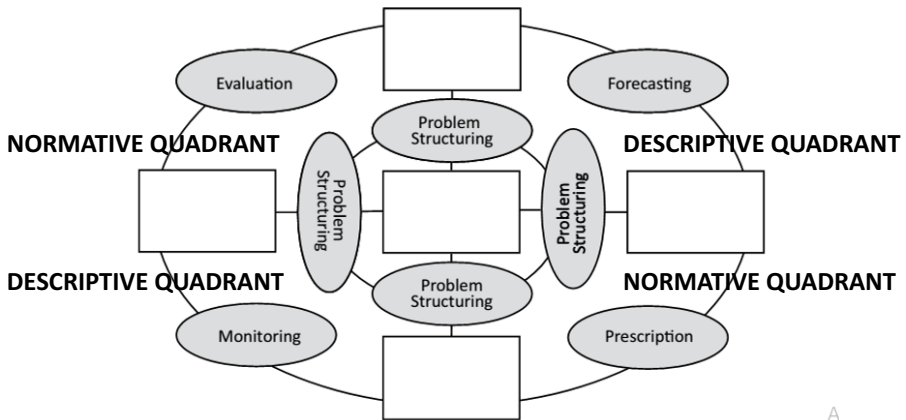 Evaluation
Forecasting
Problem
Structuring
NORMATIVE QUADRANT
DESCRIPTIVE QUADRANT
Problem
Structuring
Problem
Structuring
DESCRIPTIVE QUADRANT
NORMATIVE QUADRANT
Problem
Structuring
Monitoring
Prescription
A